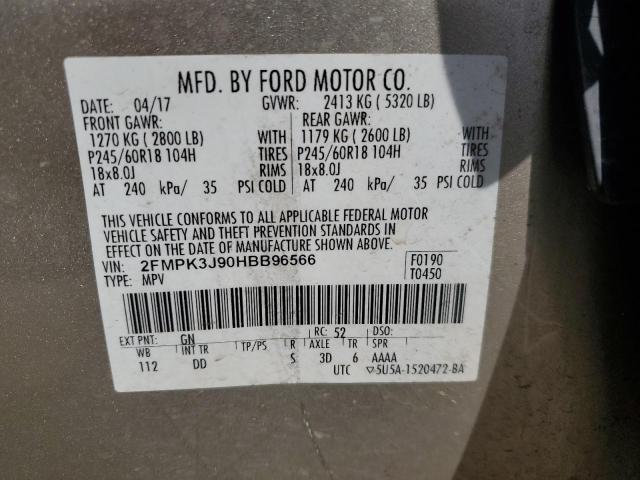 MFD. BY FORD MOTOR CO.
DATE: 04/17 GVWR: 2413 KG ( 5320 LB)
FRONT GAWR: REAR GAWR:
1270 KG ( 2800 LB) WITH 1179 KG ( 2600 LB) WITH
P245/60R18 104H TIRES P245/60R18 104H TIRES
18x8.0J RIMS 18x8.0J RIMS
AT 240 kPa/ 35 PSI COLD AT 240 kPa/ 35 PSI COLD
THIS VEHICLE CONFORMS TO ALL APPLICABLE FEDERAL MOTOR
VEHICLE SAFETY AND THEFT PREVENTION STANDARDS IN
EFFECT ON THE DATE OF MANUFACTURE SHOWN ABOVE.
VIN: 2FMPK3J90HBB96566 F0190
TYPE: MPV T0450
EXT PNT: GN RC: 52 DSO:
WB INT TR TP/PS R AXLE TR SPR
112 DD S 3D 6 AAAA
UTC ▽5U5A-1520472-BA